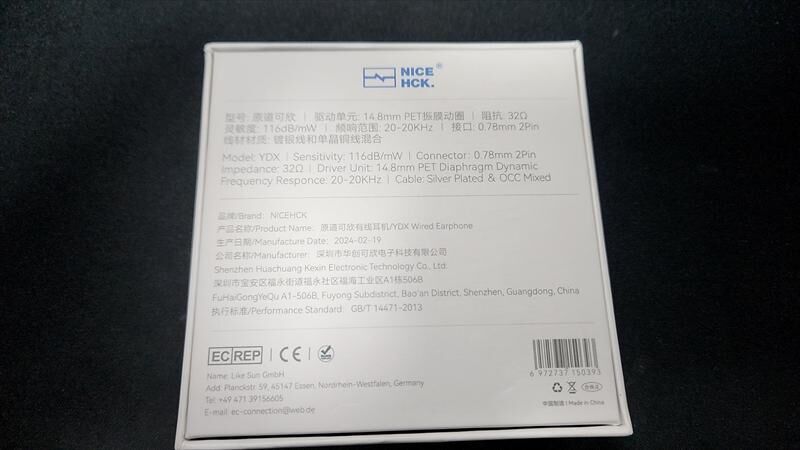 NICE
HCK.®
型号: 原道可欣 | 驱动单元: 14.8mm PET振膜动圈 | 阻抗: 32Ω
灵敏度: 116dB/mW | 频响范围: 20-20KHz | 接口: 0.78mm 2Pin
线材材质: 镀银线和单晶铜线混合
Model: YDX | Sensitivity: 116dB/mW | Connector: 0.78mm 2Pin
Impedance: 32Ω | Driver Unit: 14.8mm PET Diaphragm Dynamic
Frequency Responce: 20-20KHz | Cable: Silver Plated & OCC Mixed
品牌/Brand: NICEHCK
产品名称/Product Name: 原道可欣有线耳机/YDX Wired Earphone
生产日期/Manufacture Date: 2024-02-19
公司名称/Manufacturer: 深圳市华创可欣电子科技有限公司
Shenzhen Huachuang Kexin Electronic Technology Co., Ltd.
深圳市宝安区福永街道福永社区福海工业区A1栋506B
FuHaiGongYeQu A1-506B, Fuyong Subdistrict, Bao'an District, Shenzhen, Guangdong, China
执行标准/Performance Standard: GB/T 14471-2013
EC REP | CE
Name: Like Sun GmbH
Add: Planckstr. 59, 45147 Essen, Nordrhein-Westfalen, Germany
Tel: +49 471 39156605
E-mail: ec-connection@web.de
6 972737 150393
合格证
中国制造 | Made in China